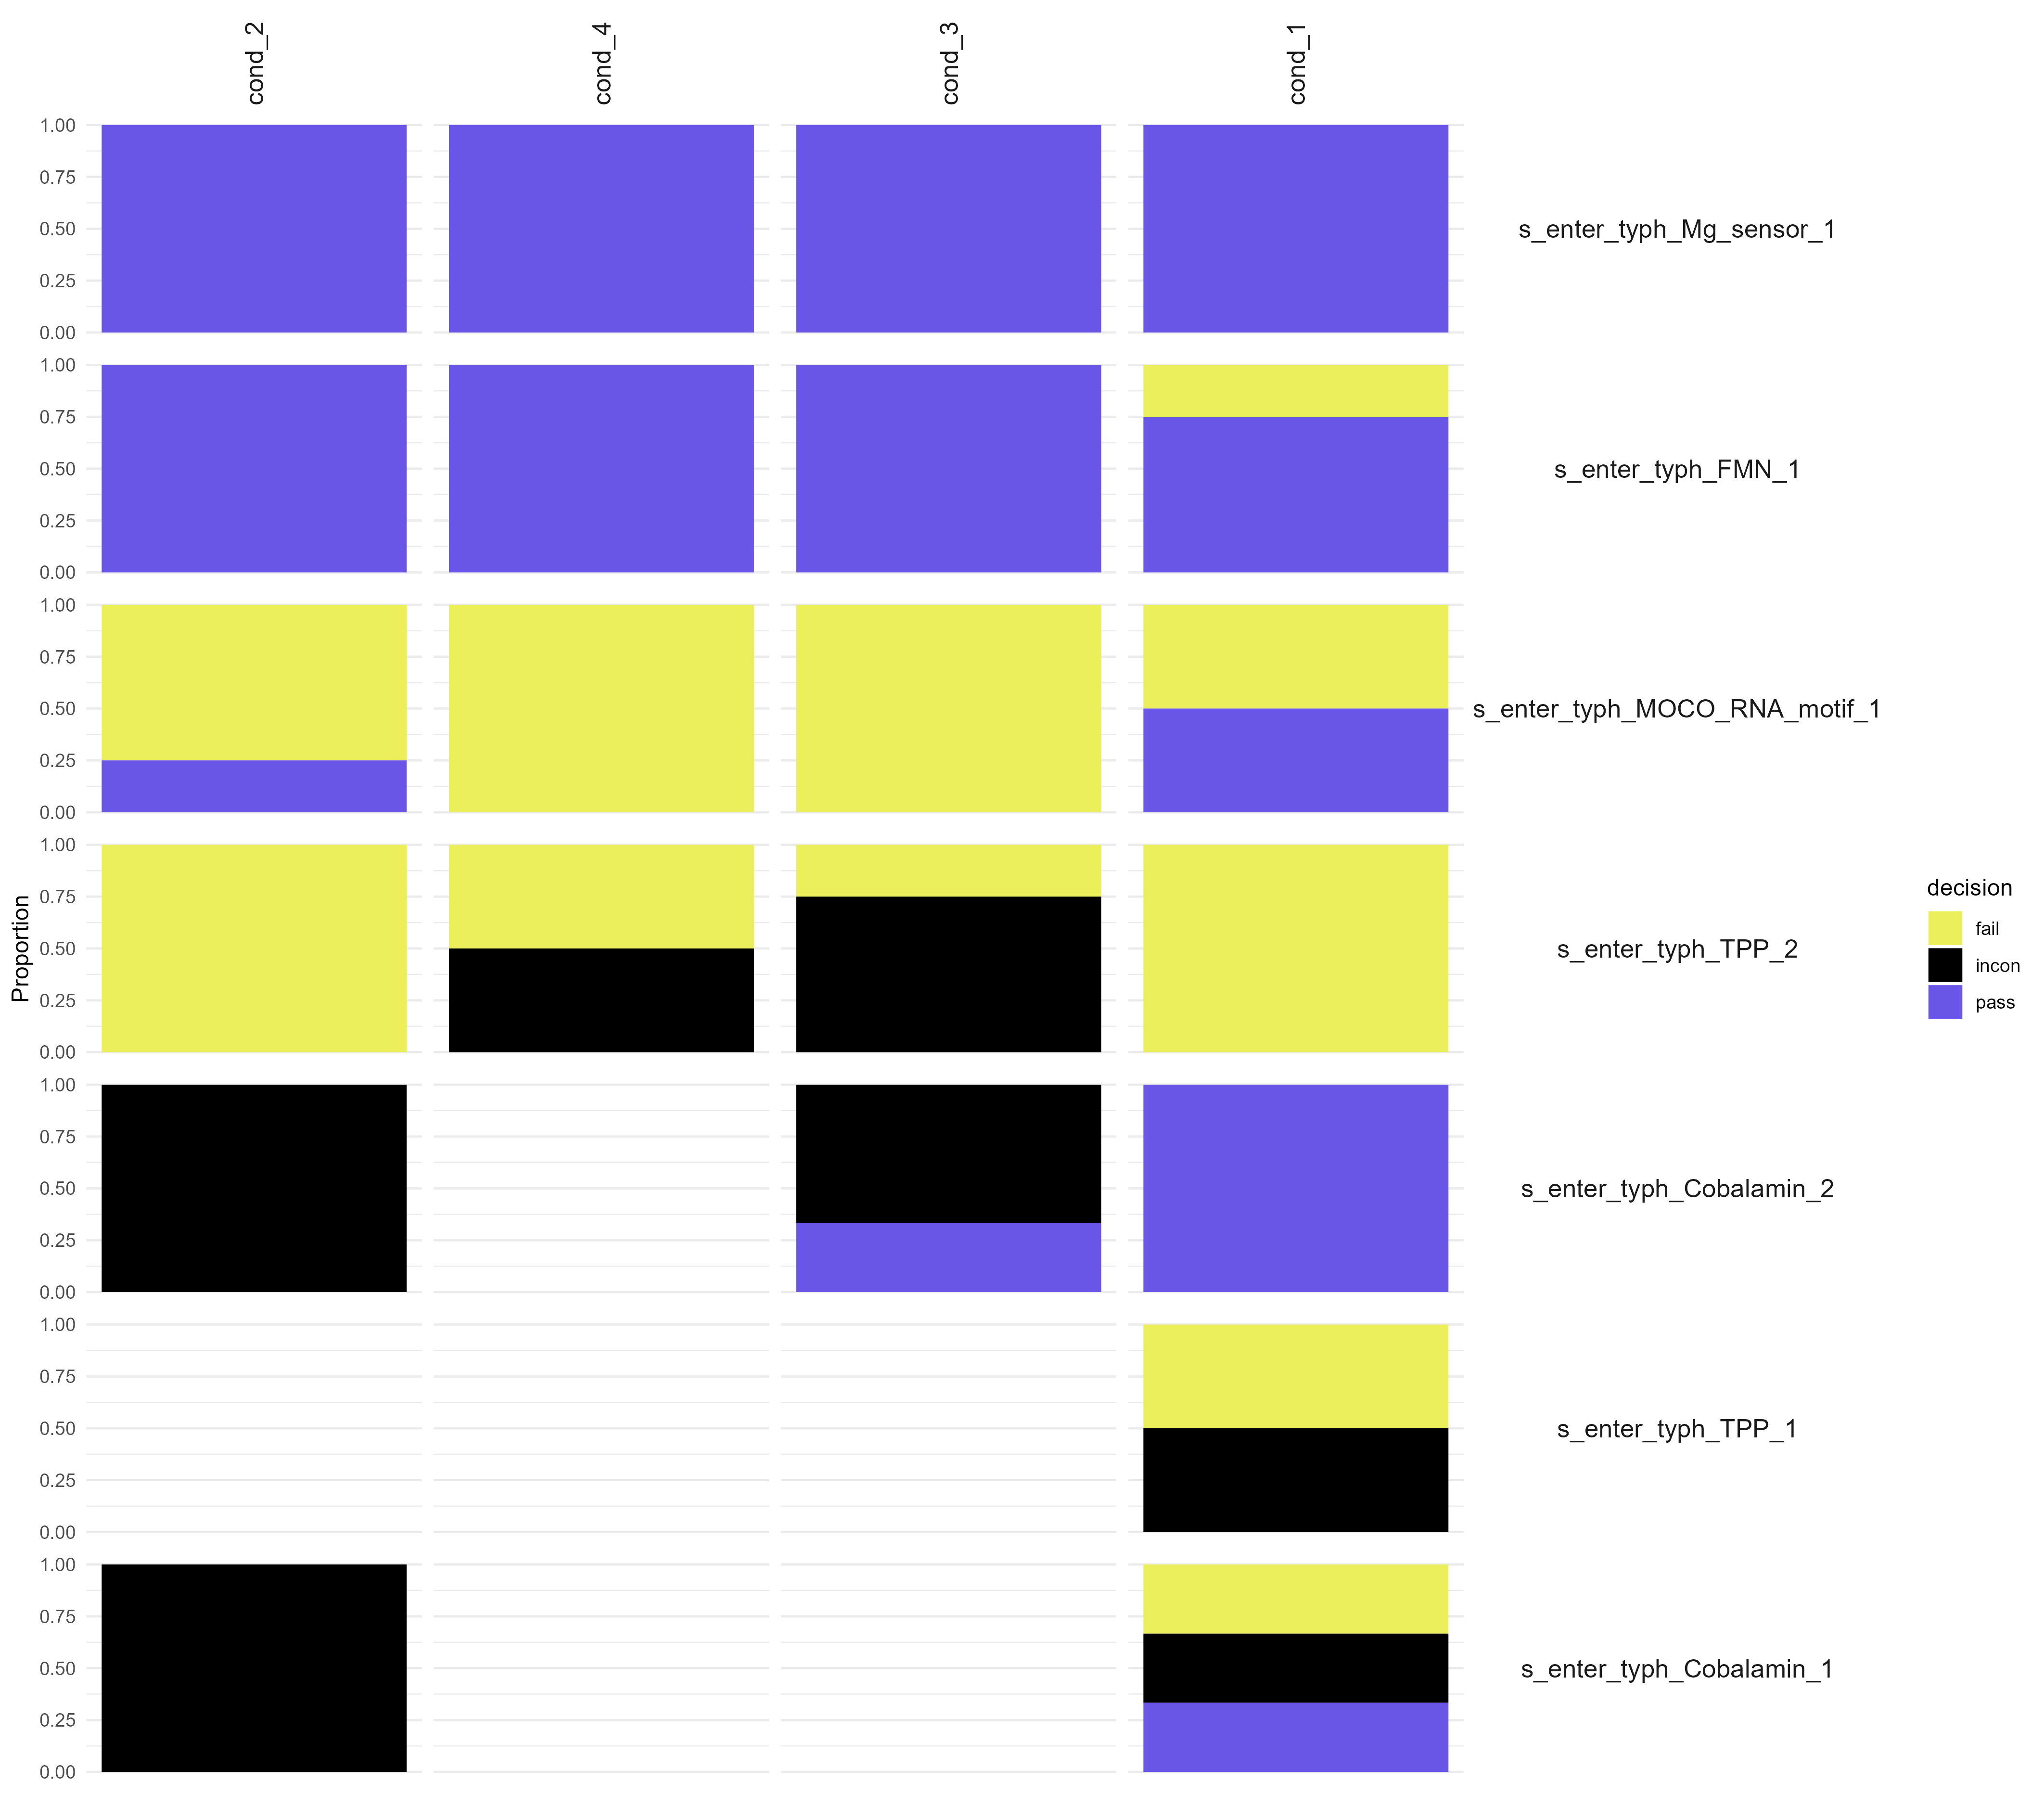 cond_2
cond_4
cond_3
cond_1
1.00
0.75
0.50
0.25
0.00
s_enter_typh_Mg_sensor_1
1.00
0.75
0.50
0.25
0.00
s_enter_typh_FMN_1
1.00
0.75
0.50
0.25
0.00
s_enter_typh_MOCO_RNA_motif_1
Proportion
1.00
0.75
0.50
0.25
0.00
s_enter_typh_TPP_2
1.00
0.75
0.50
0.25
0.00
s_enter_typh_Cobalamin_2
1.00
0.75
0.50
0.25
0.00
s_enter_typh_TPP_1
1.00
0.75
0.50
0.25
0.00
s_enter_typh_Cobalamin_1
decision
fail
incon
pass